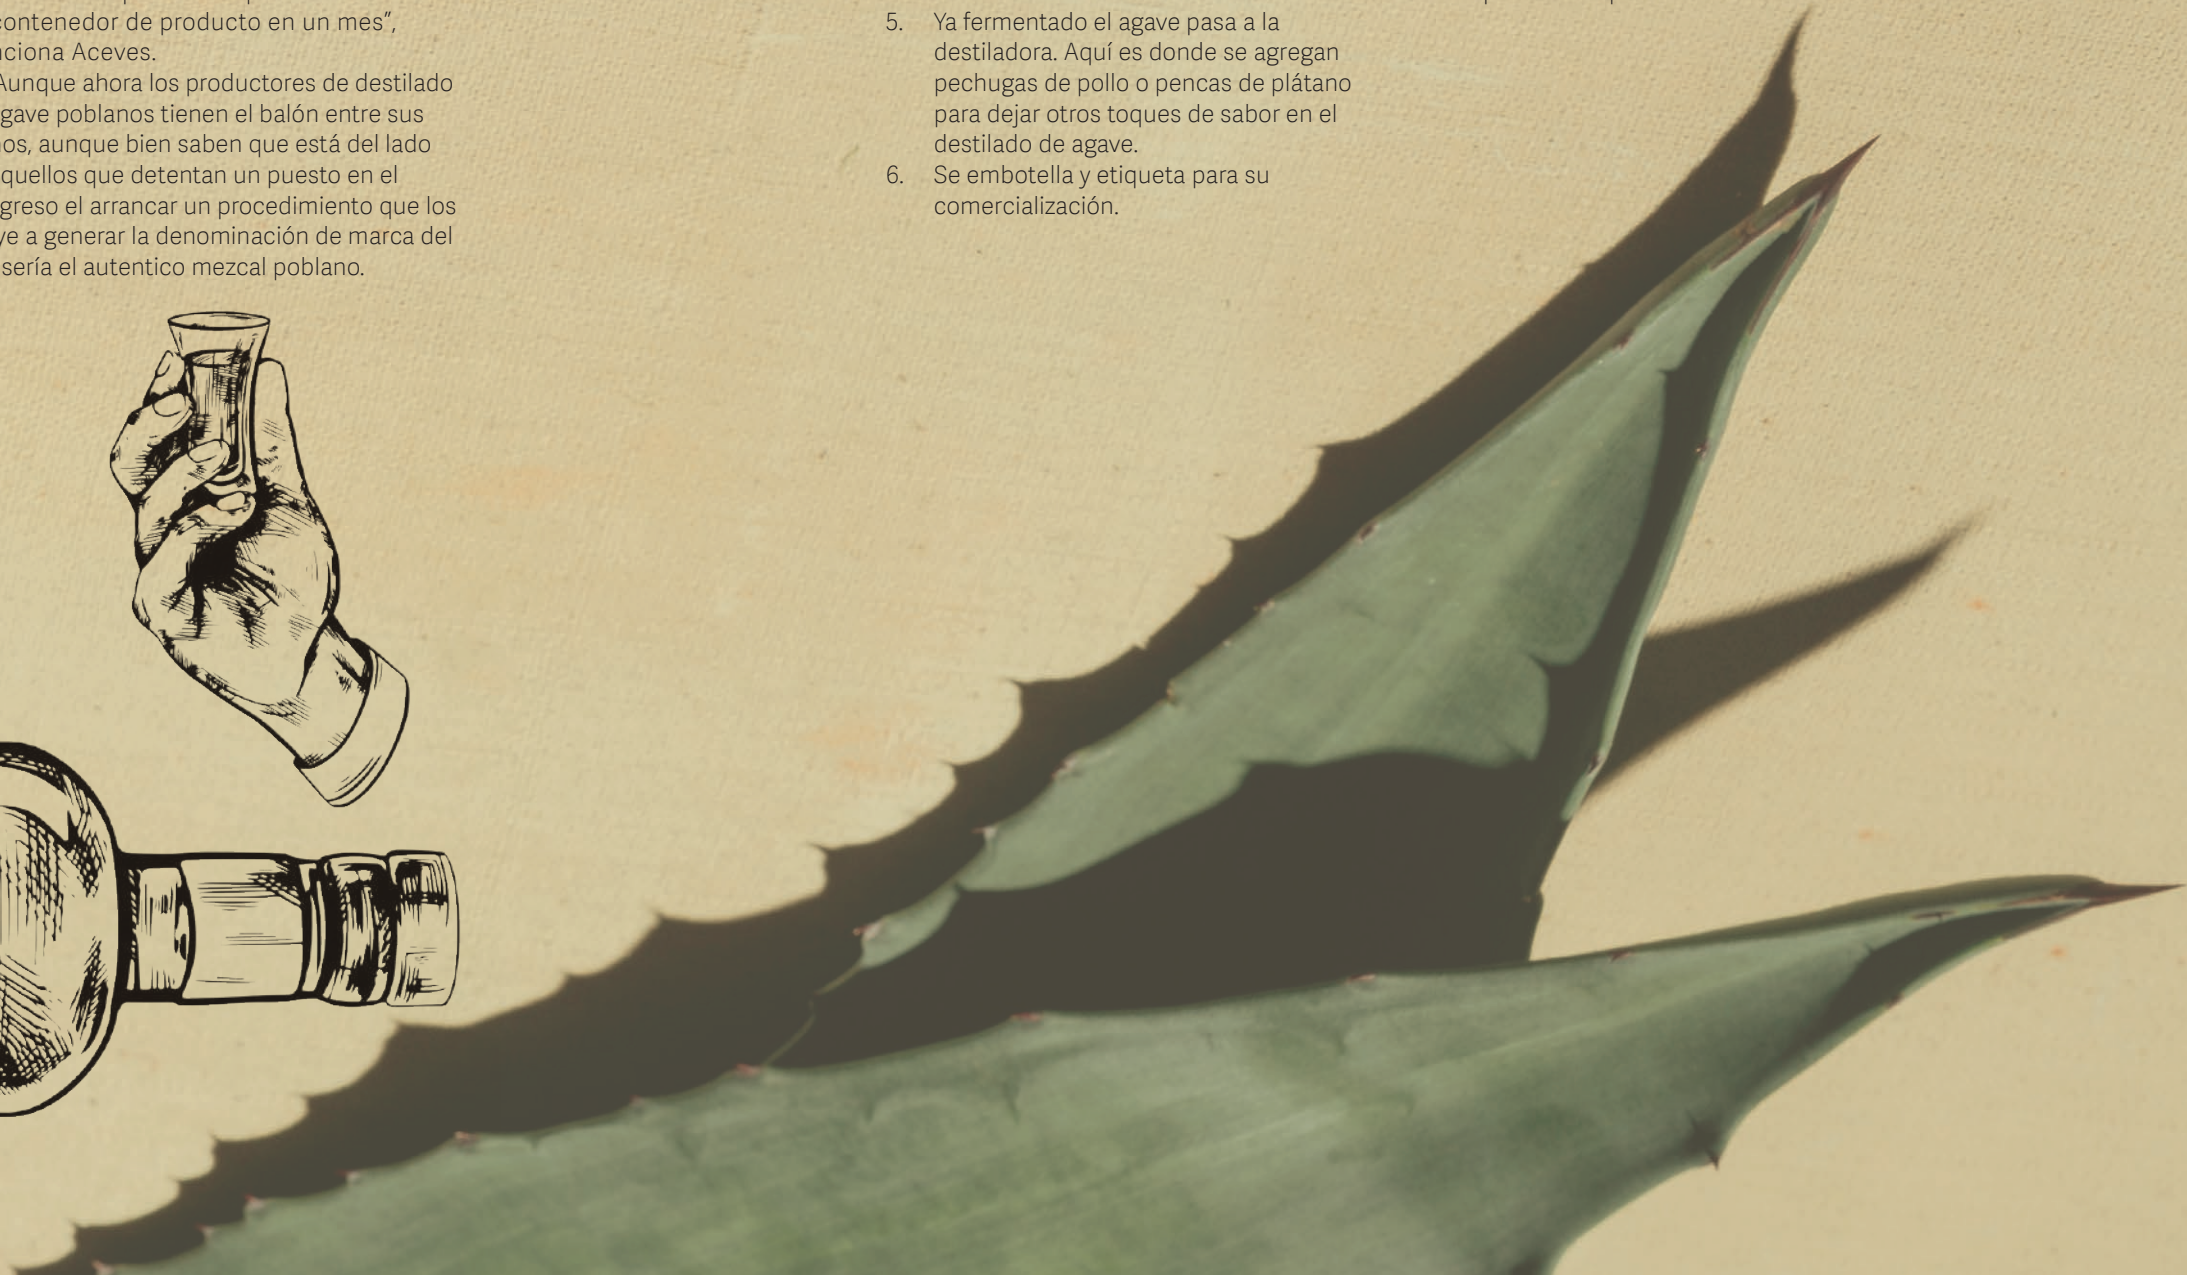 contenedor de producto en un mes”,
nciona Aceves.
Aunque ahora los productores de destilado
gave poblanos tienen el balón entre sus
os, aunque bien saben que está del lado
quellos que detentan un puesto en el
greso el arrancar un procedimiento que los
ye a generar la denominación de marca del
sería el autentico mezcal poblano.
5. Ya fermentado el agave pasa a la
destiladora. Aquí es donde se agregan
pechugas de pollo o pencas de plátano
para dejar otros toques de sabor en el
destilado de agave.
6. Se embotella y etiqueta para su
comercialización.